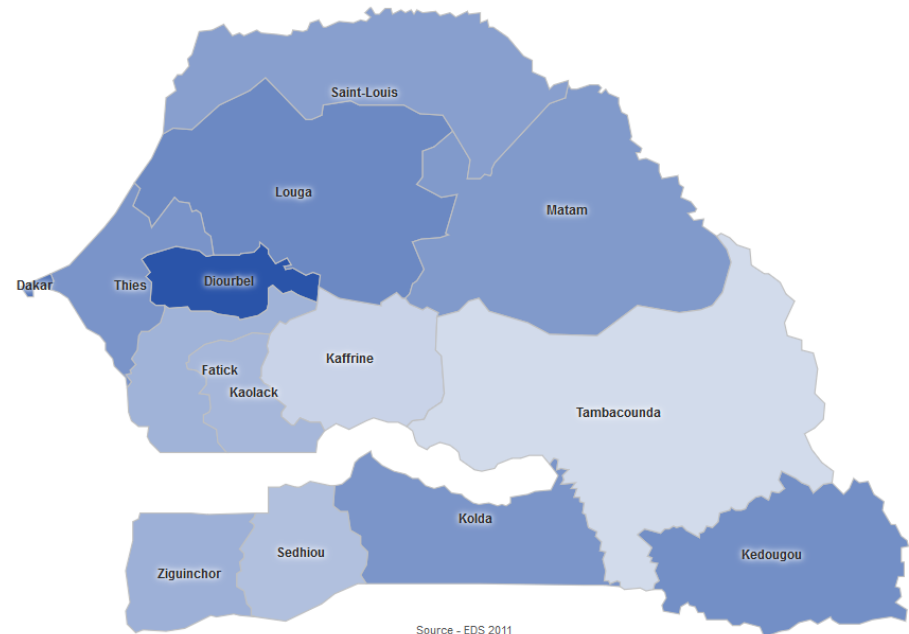 Saint-Louis
Louga
Matam
Dakar
Thies
Diourbel
Kaffrine
Fatick
Kaolack
Tambacounda
Kolda
Sedhiou
Kedougou
Ziguinchor
Source - EDS 2011